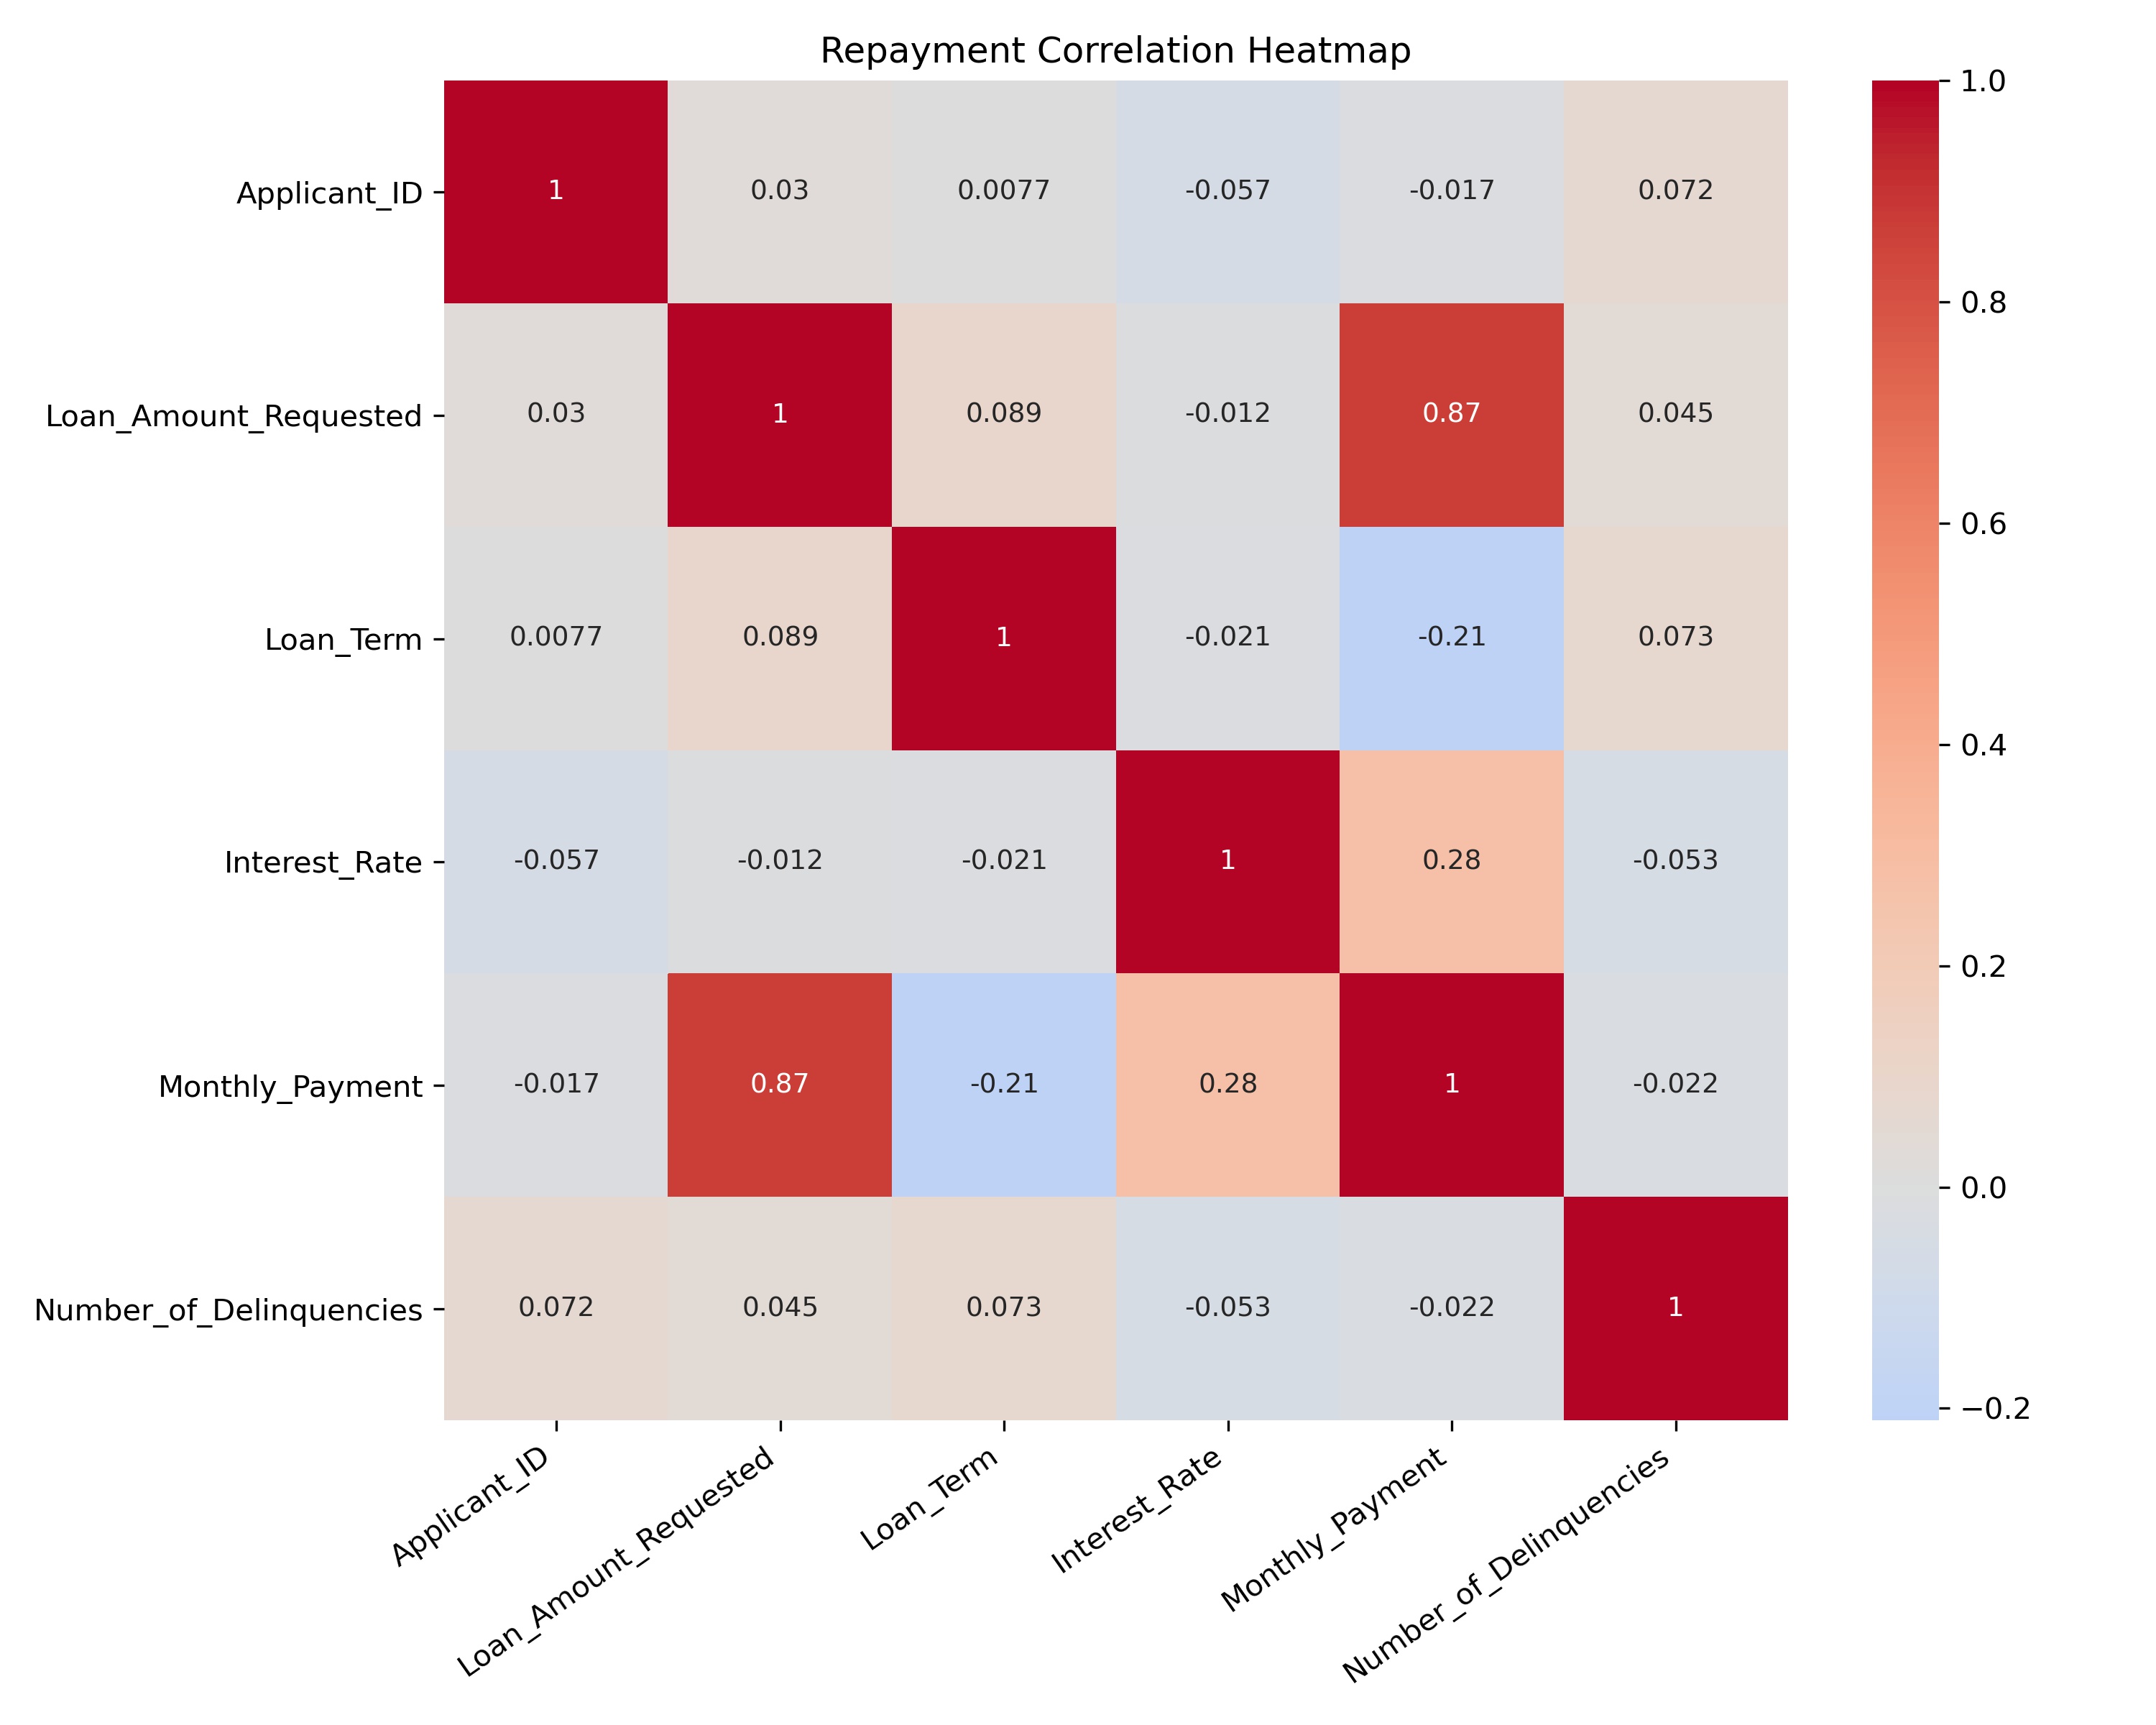 Repayment Correlation Heatmap
Applicant_ID 1 0.03 0.0077 -0.057 -0.017 0.072
Loan_Amount_Requested 0.03 1 0.089 -0.012 0.87 0.045
Loan_Term 0.0077 0.089 1 -0.021 -0.21 0.073
Interest_Rate -0.057 -0.012 -0.021 1 0.28 -0.053
Monthly_Payment -0.017 0.87 -0.21 0.28 1 -0.022
Number_of_Delinquencies 0.072 0.045 0.073 -0.053 -0.022 1
Applicant_ID
Loan_Amount_Requested
Loan_Term
Interest_Rate
Monthly_Payment
Number_of_Delinquencies
1.0
0.8
0.6
0.4
0.2
0.0
−0.2